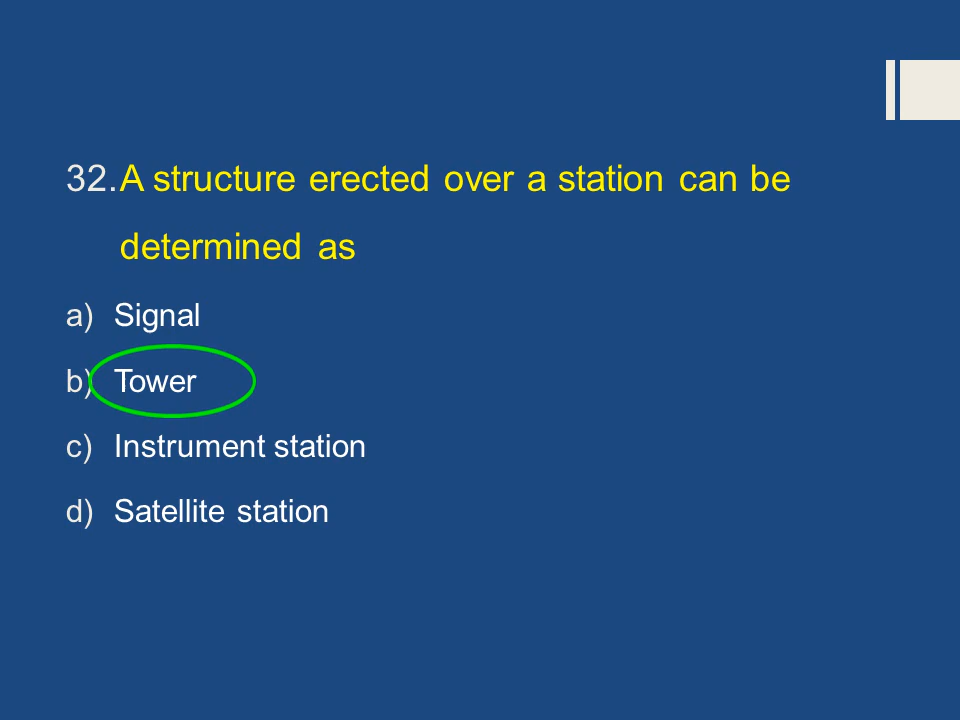 32. A structure erected over a station can be
determined as
a) Signal
b) Tower
c) Instrument station
d) Satellite station